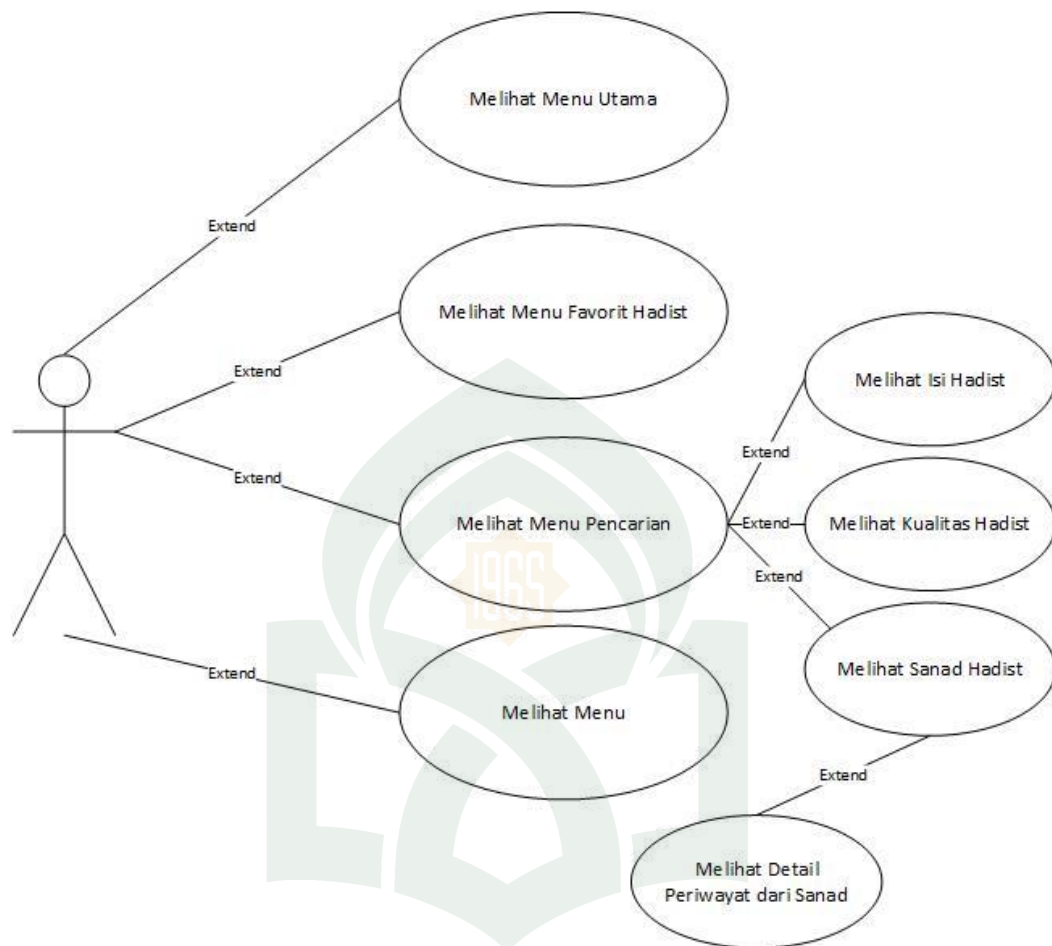 Melihat Menu Utama
Extend
Melihat Menu Favorit Hadist
Extend
Melihat Isi Hadist
Extend
Extend
Melihat Menu Pencarian
Extend
Melihat Kualitas Hadist
1965
Extend
Melihat Sanad Hadist
Extend
Melihat Menu
Extend
Melihat Detail
Periwayat dari Sanad